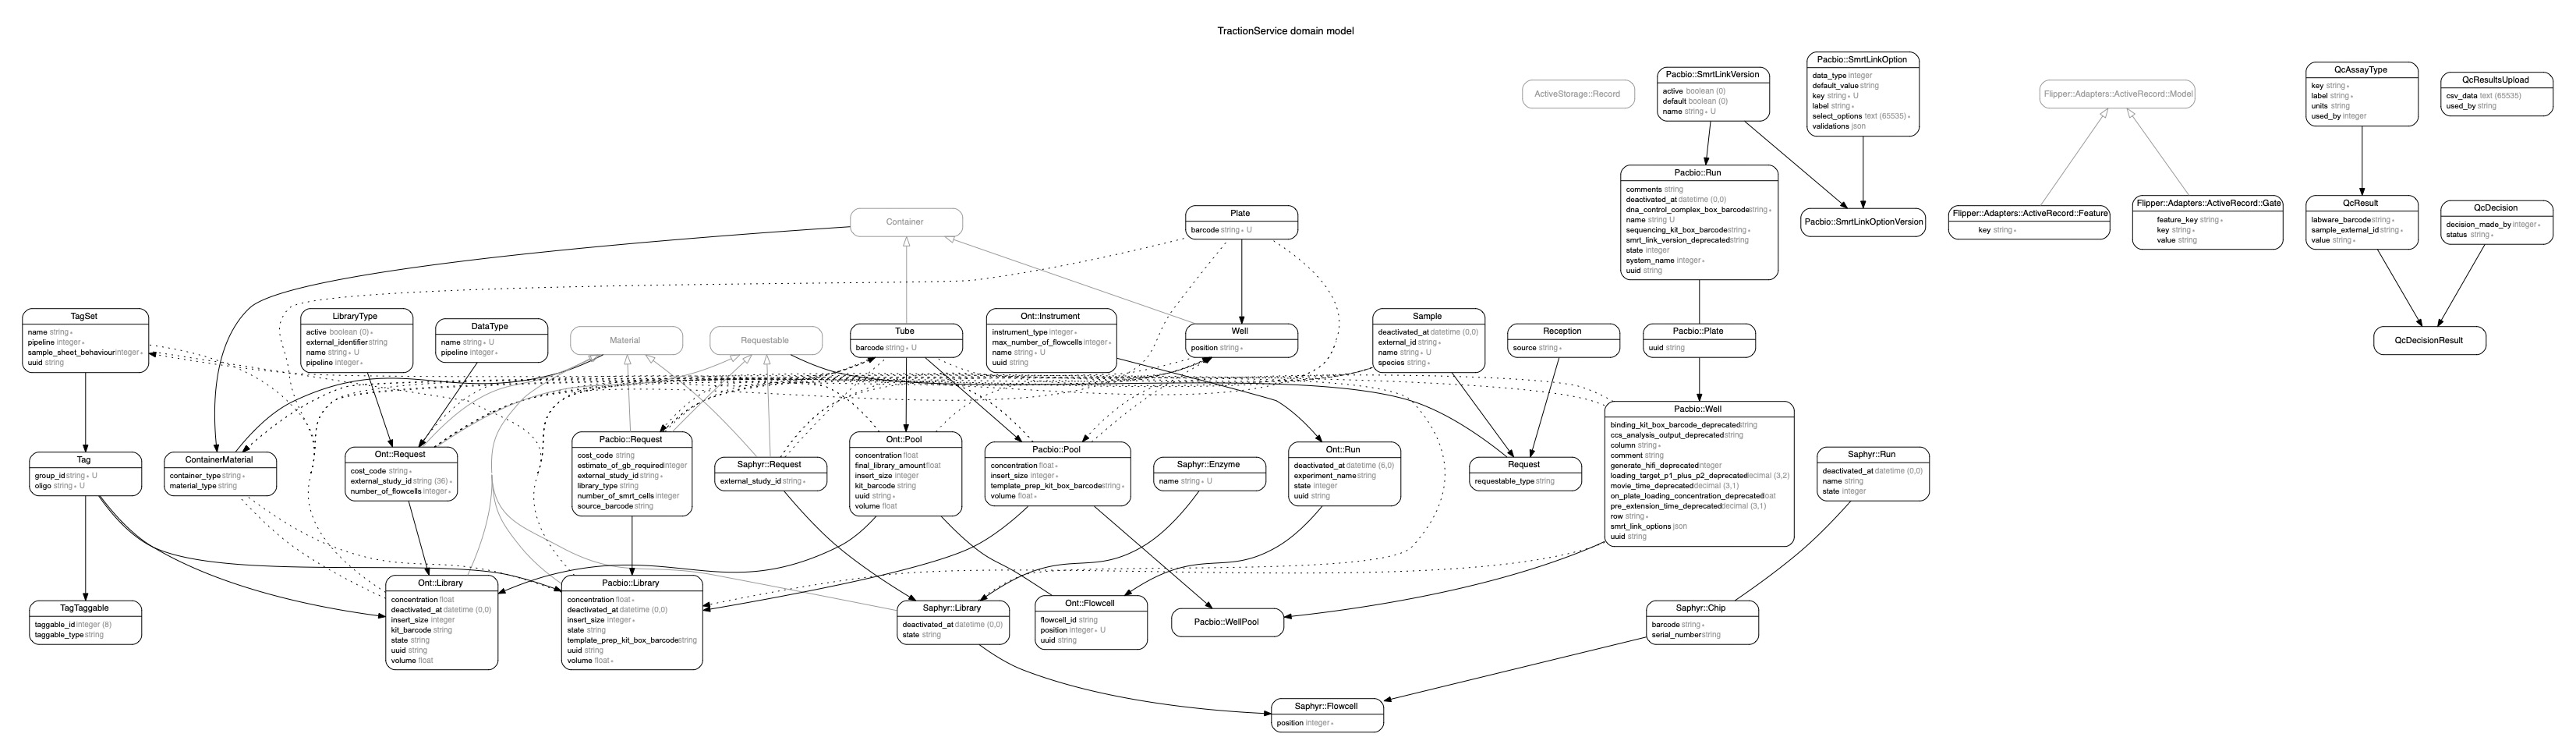 TractionService domain model
ActiveStorage::Record
Pacbio::SmrtLinkVersion
active boolean (0)
default boolean (0)
name string ∗ U
Pacbio::SmrtLinkOption
data_type integer
default_value string
key string ∗ U
label string ∗
select_options text (65535) ∗
validations json
Flipper::Adapters::ActiveRecord::Model
QcAssayType
key string ∗
label string ∗
units string
used_by integer
QcResultsUpload
csv_data text (65535)
used_by string
Pacbio::Run
comments string
deactivated_at datetime (0,0)
dna_control_complex_box_barcode string ∗
name string U
sequencing_kit_box_barcode string ∗
smrt_link_version_deprecated string
state integer
system_name integer ∗
uuid string
Pacbio::SmrtLinkOptionVersion
Flipper::Adapters::ActiveRecord::Feature
key string ∗
Flipper::Adapters::ActiveRecord::Gate
feature_key string ∗
key string ∗
value string
QcResult
labware_barcode string ∗
sample_external_id string ∗
value string ∗
QcDecision
decision_made_by integer ∗
status string ∗
Container
Plate
barcode string ∗ U
TagSet
name string ∗
pipeline integer ∗
sample_sheet_behaviour integer ∗
uuid string
LibraryType
active boolean (0) ∗
external_identifier string
name string ∗ U
pipeline integer ∗
DataType
name string ∗ U
pipeline integer ∗
Material
Requestable
Tube
barcode string ∗ U
Ont::Instrument
instrument_type integer ∗
max_number_of_flowcells integer ∗
name string ∗ U
uuid string
Well
position string ∗
Sample
deactivated_at datetime (0,0)
external_id string ∗
name string ∗ U
species string ∗
Reception
source string ∗
Pacbio::Plate
uuid string
QcDecisionResult
Tag
group_id string ∗ U
oligo string ∗ U
ContainerMaterial
container_type string ∗
material_type string
Ont::Request
cost_code string ∗
external_study_id string (36) ∗
number_of_flowcells integer ∗
Pacbio::Request
cost_code string
estimate_of_gb_required integer
external_study_id string ∗
library_type string
number_of_smrt_cells integer
source_barcode string
Saphyr::Request
external_study_id string ∗
Ont::Pool
concentration float
final_library_amount float
insert_size integer
kit_barcode string
uuid string ∗
volume float
Pacbio::Pool
concentration float ∗
insert_size integer ∗
template_prep_kit_box_barcode string ∗
volume float ∗
Saphyr::Enzyme
name string ∗ U
Ont::Run
deactivated_at datetime (6,0)
experiment_name string
state integer
uuid string
Request
requestable_type string
Pacbio::Well
binding_kit_box_barcode_deprecated string
ccs_analysis_output_deprecated string
column string ∗
comment string
generate_hifi_deprecated integer
loading_target_p1_plus_p2_deprecated decimal (3,2)
movie_time_deprecated decimal (3,1)
on_plate_loading_concentration_deprecated float
pre_extension_time_deprecated decimal (3,1)
row string ∗
smrt_link_options json
uuid string
Saphyr::Run
deactivated_at datetime (0,0)
name string
state integer
TagTaggable
taggable_id integer (8)
taggable_type string
Ont::Library
concentration float
deactivated_at datetime (0,0)
insert_size integer
kit_barcode string
state string
uuid string
volume float
Pacbio::Library
concentration float ∗
deactivated_at datetime (0,0)
insert_size integer ∗
state string
template_prep_kit_box_barcode string
uuid string
volume float ∗
Saphyr::Library
deactivated_at datetime (0,0)
state string
Ont::Flowcell
flowcell_id string
position integer ∗ U
uuid string
Pacbio::WellPool
Saphyr::Chip
barcode string ∗
serial_number string
Saphyr::Flowcell
position integer ∗